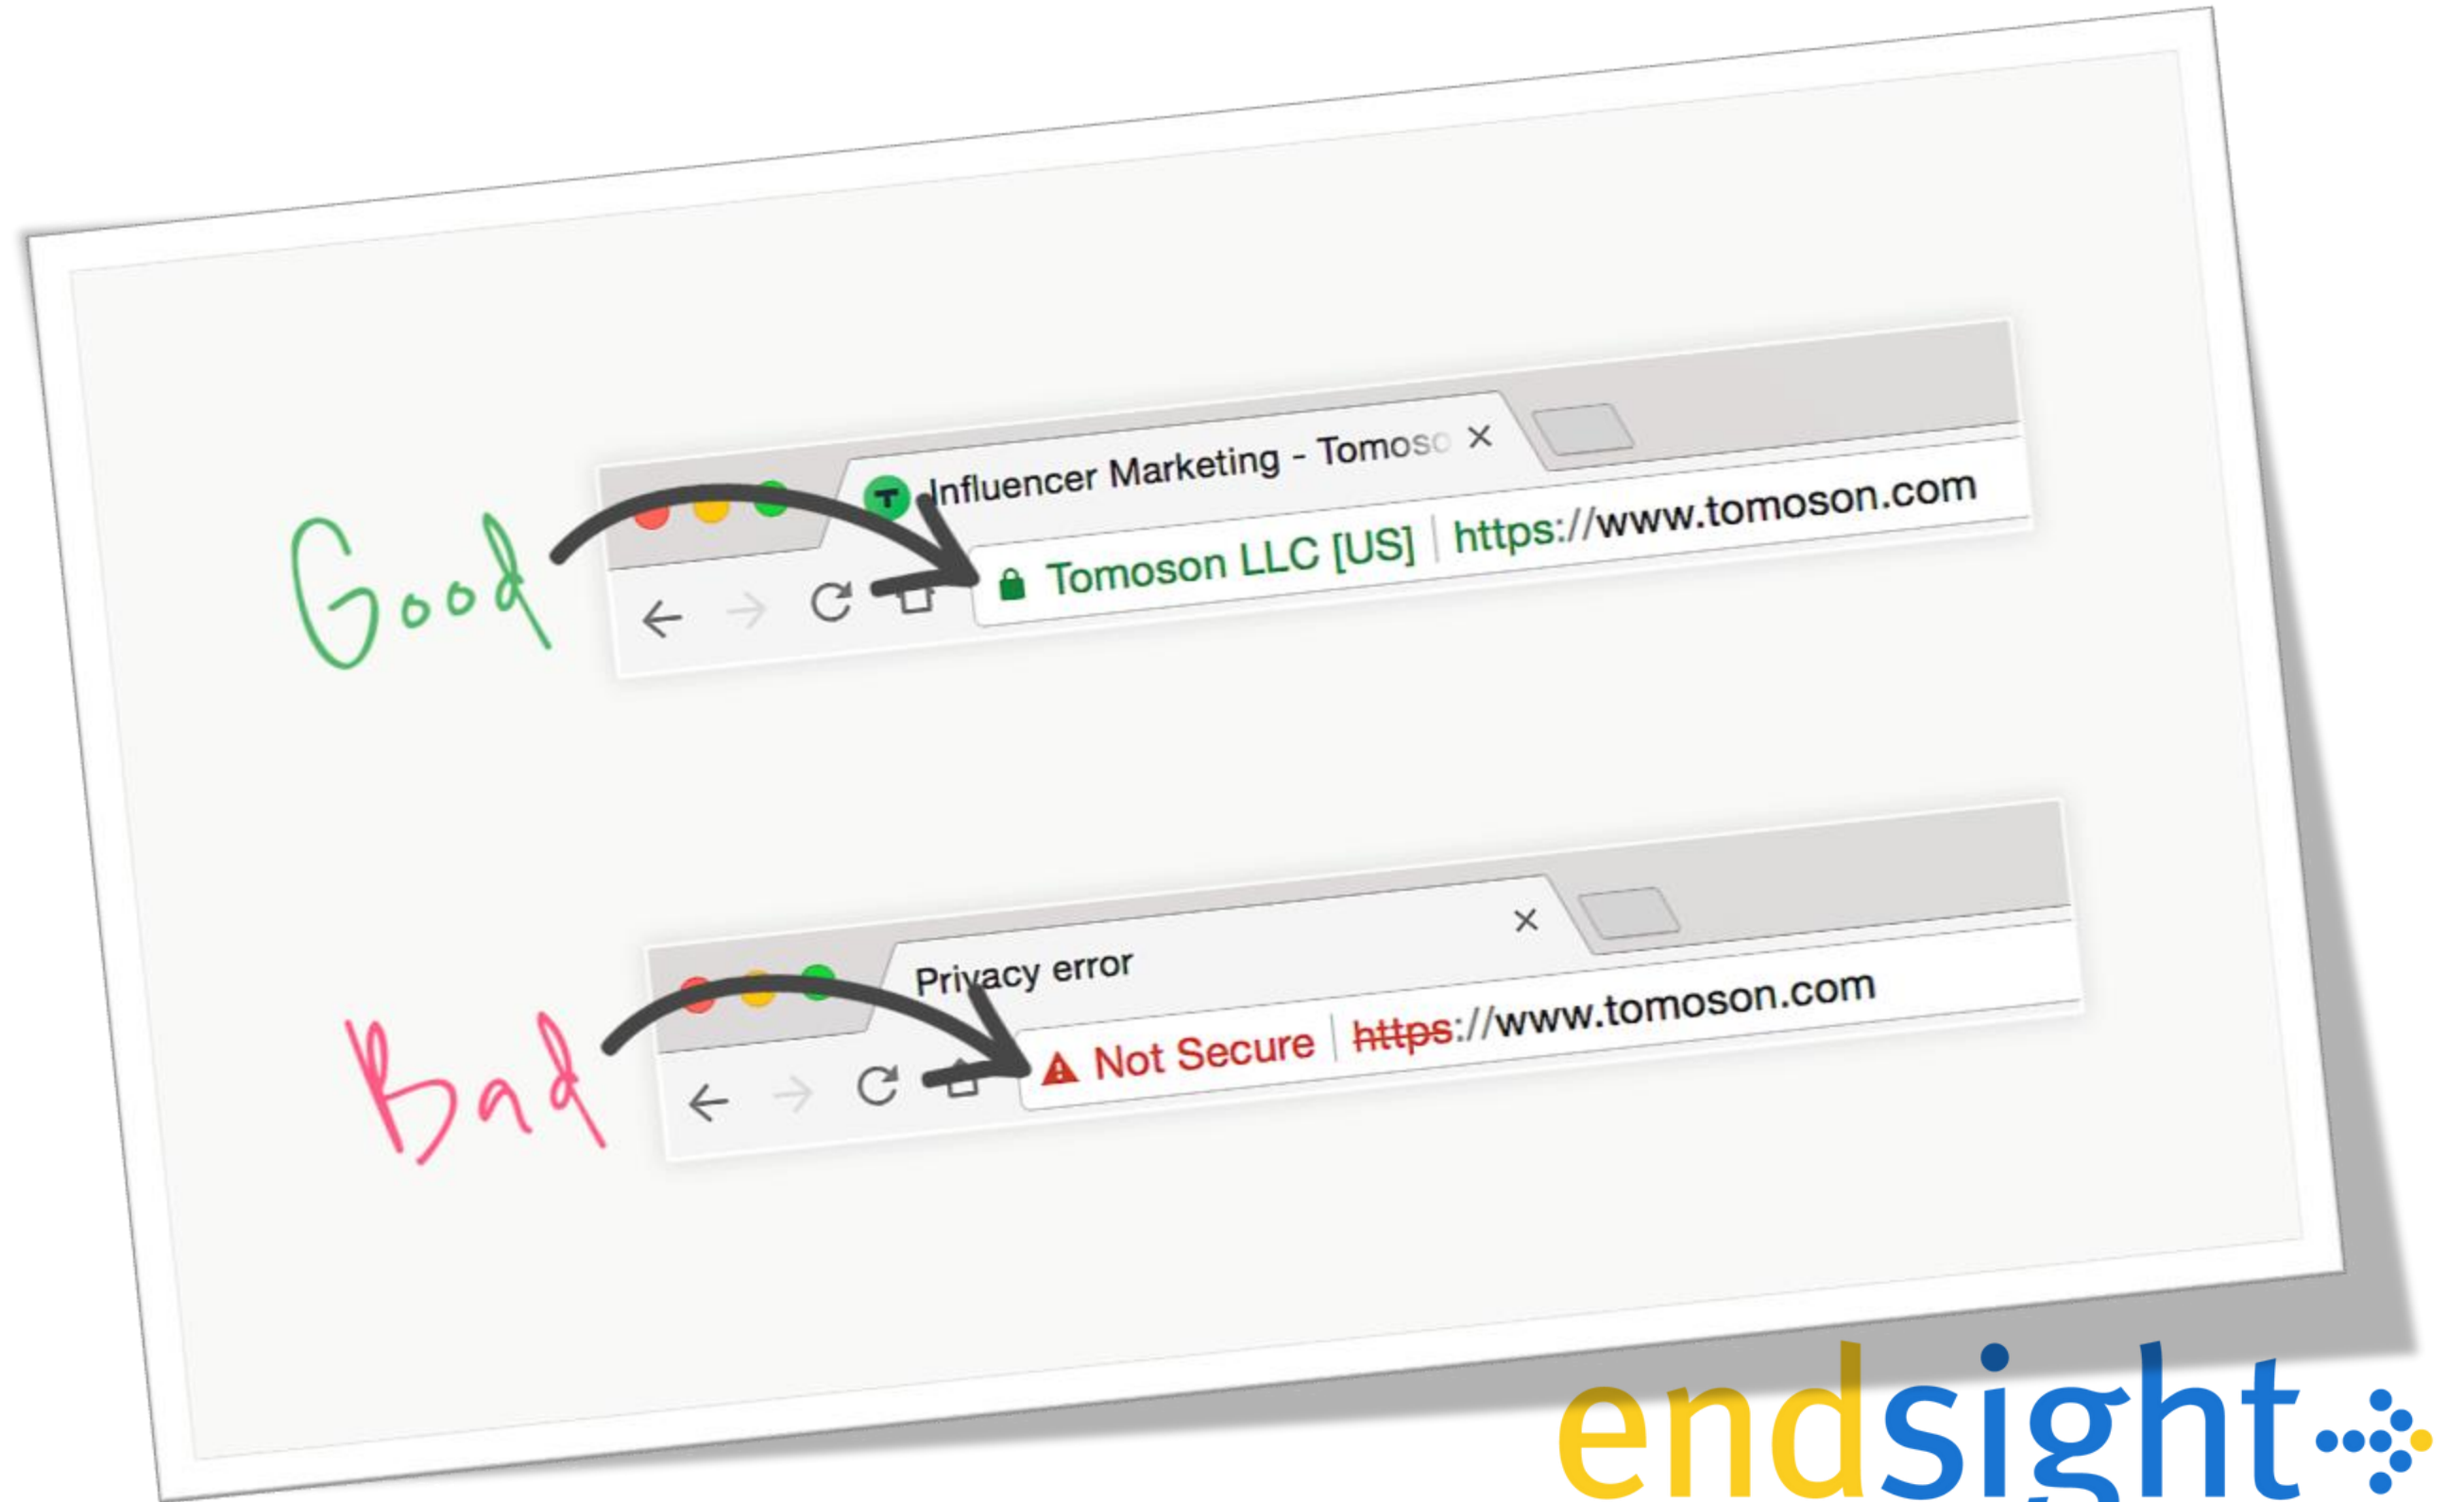 Good
Influencer Marketing - Tomoso
Tomoson LLC [US] | https://www.tomoson.com
Bad
Privacy error
Not Secure | https://www.tomoson.com
endsight